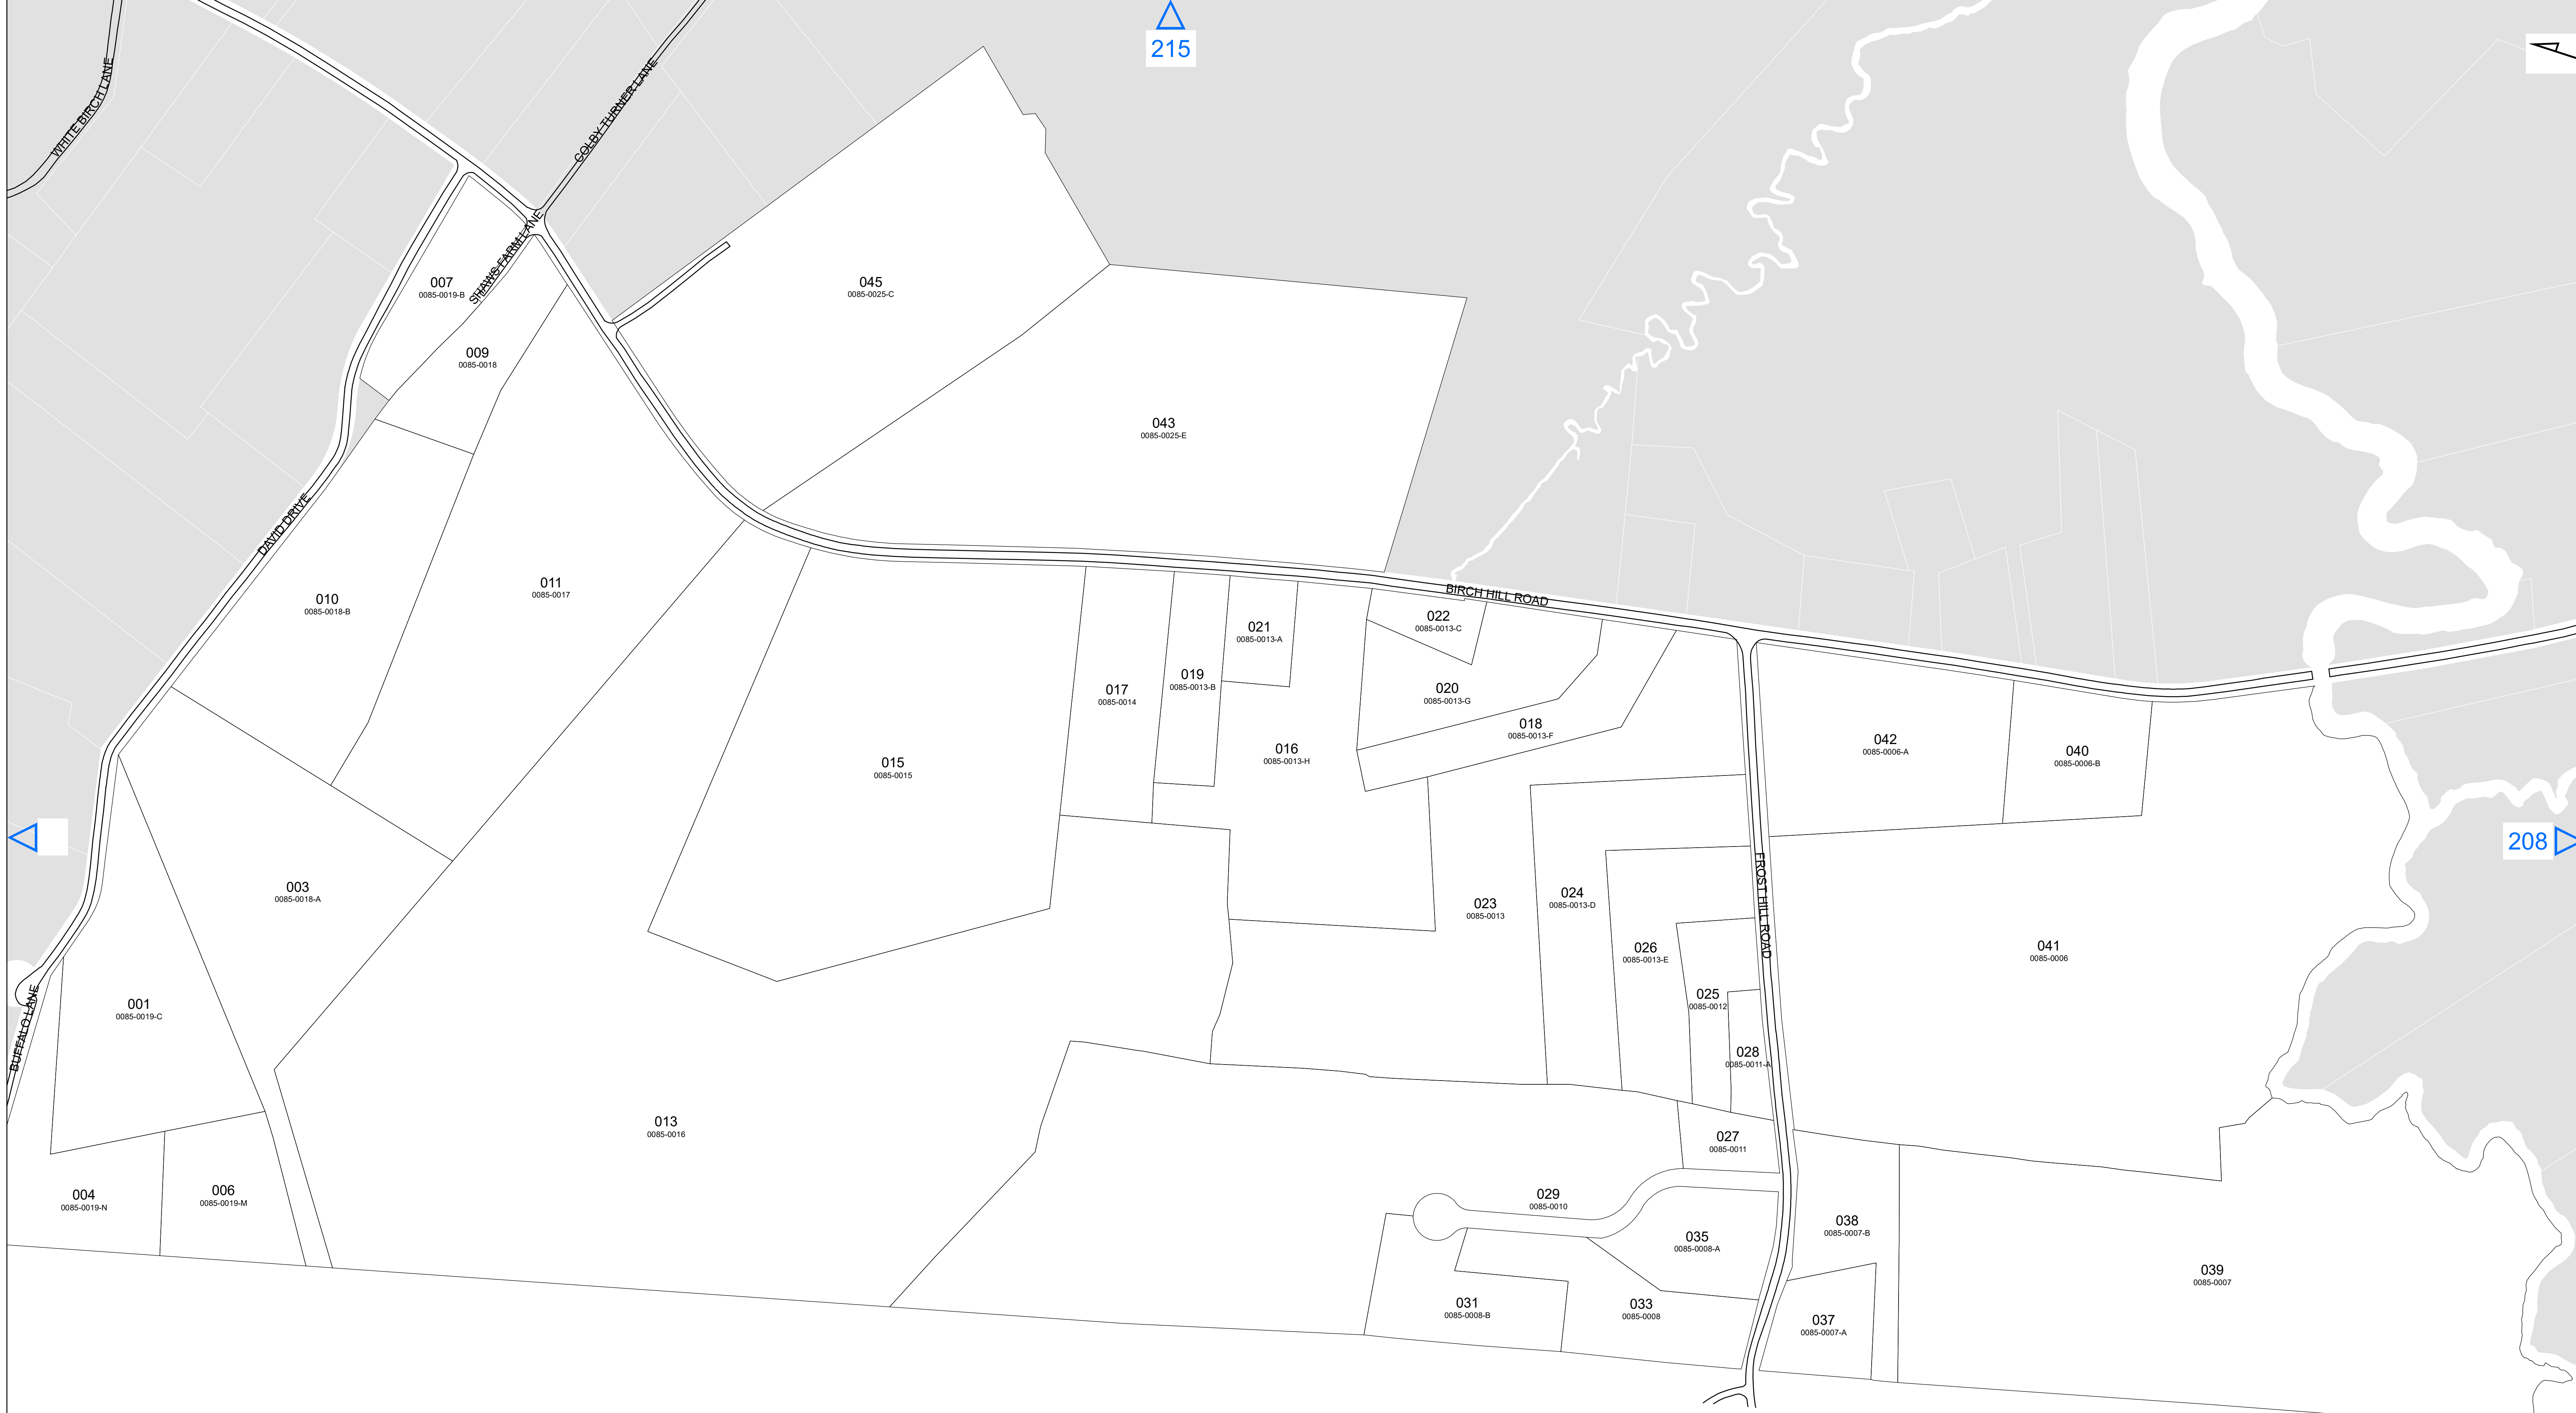 215
WHITE BIRCH LANE
COLBY TURNER LANE
SHAWS FARM LANE
007
0085-0019-B
045
0085-0025-C
009
0085-0018
043
0085-0025-E
DAVID DRIVE
010
0085-0018-B
011
0085-0017
BIRCH HILL ROAD
022
0085-0013-C
021
0085-0013-A
019
0085-0013-B
017
0085-0014
020
0085-0013-G
018
0085-0013-F
016
0085-0013-H
015
0085-0015
042
0085-0006-A
040
0085-0006-B
208
003
0085-0018-A
023
0085-0013
024
0085-0013-D
FROST HILL ROAD
026
0085-0013-E
041
0085-0006
025
0085-0012
001
0085-0019-C
BUFFALO LANE
028
0085-0011-A
013
0085-0016
027
0085-0011
004
0085-0019-N
006
0085-0019-M
029
0085-0010
038
0085-0007-B
035
0085-0008-A
039
0085-0007
031
0085-0008-B
033
0085-0008
037
0085-0007-A